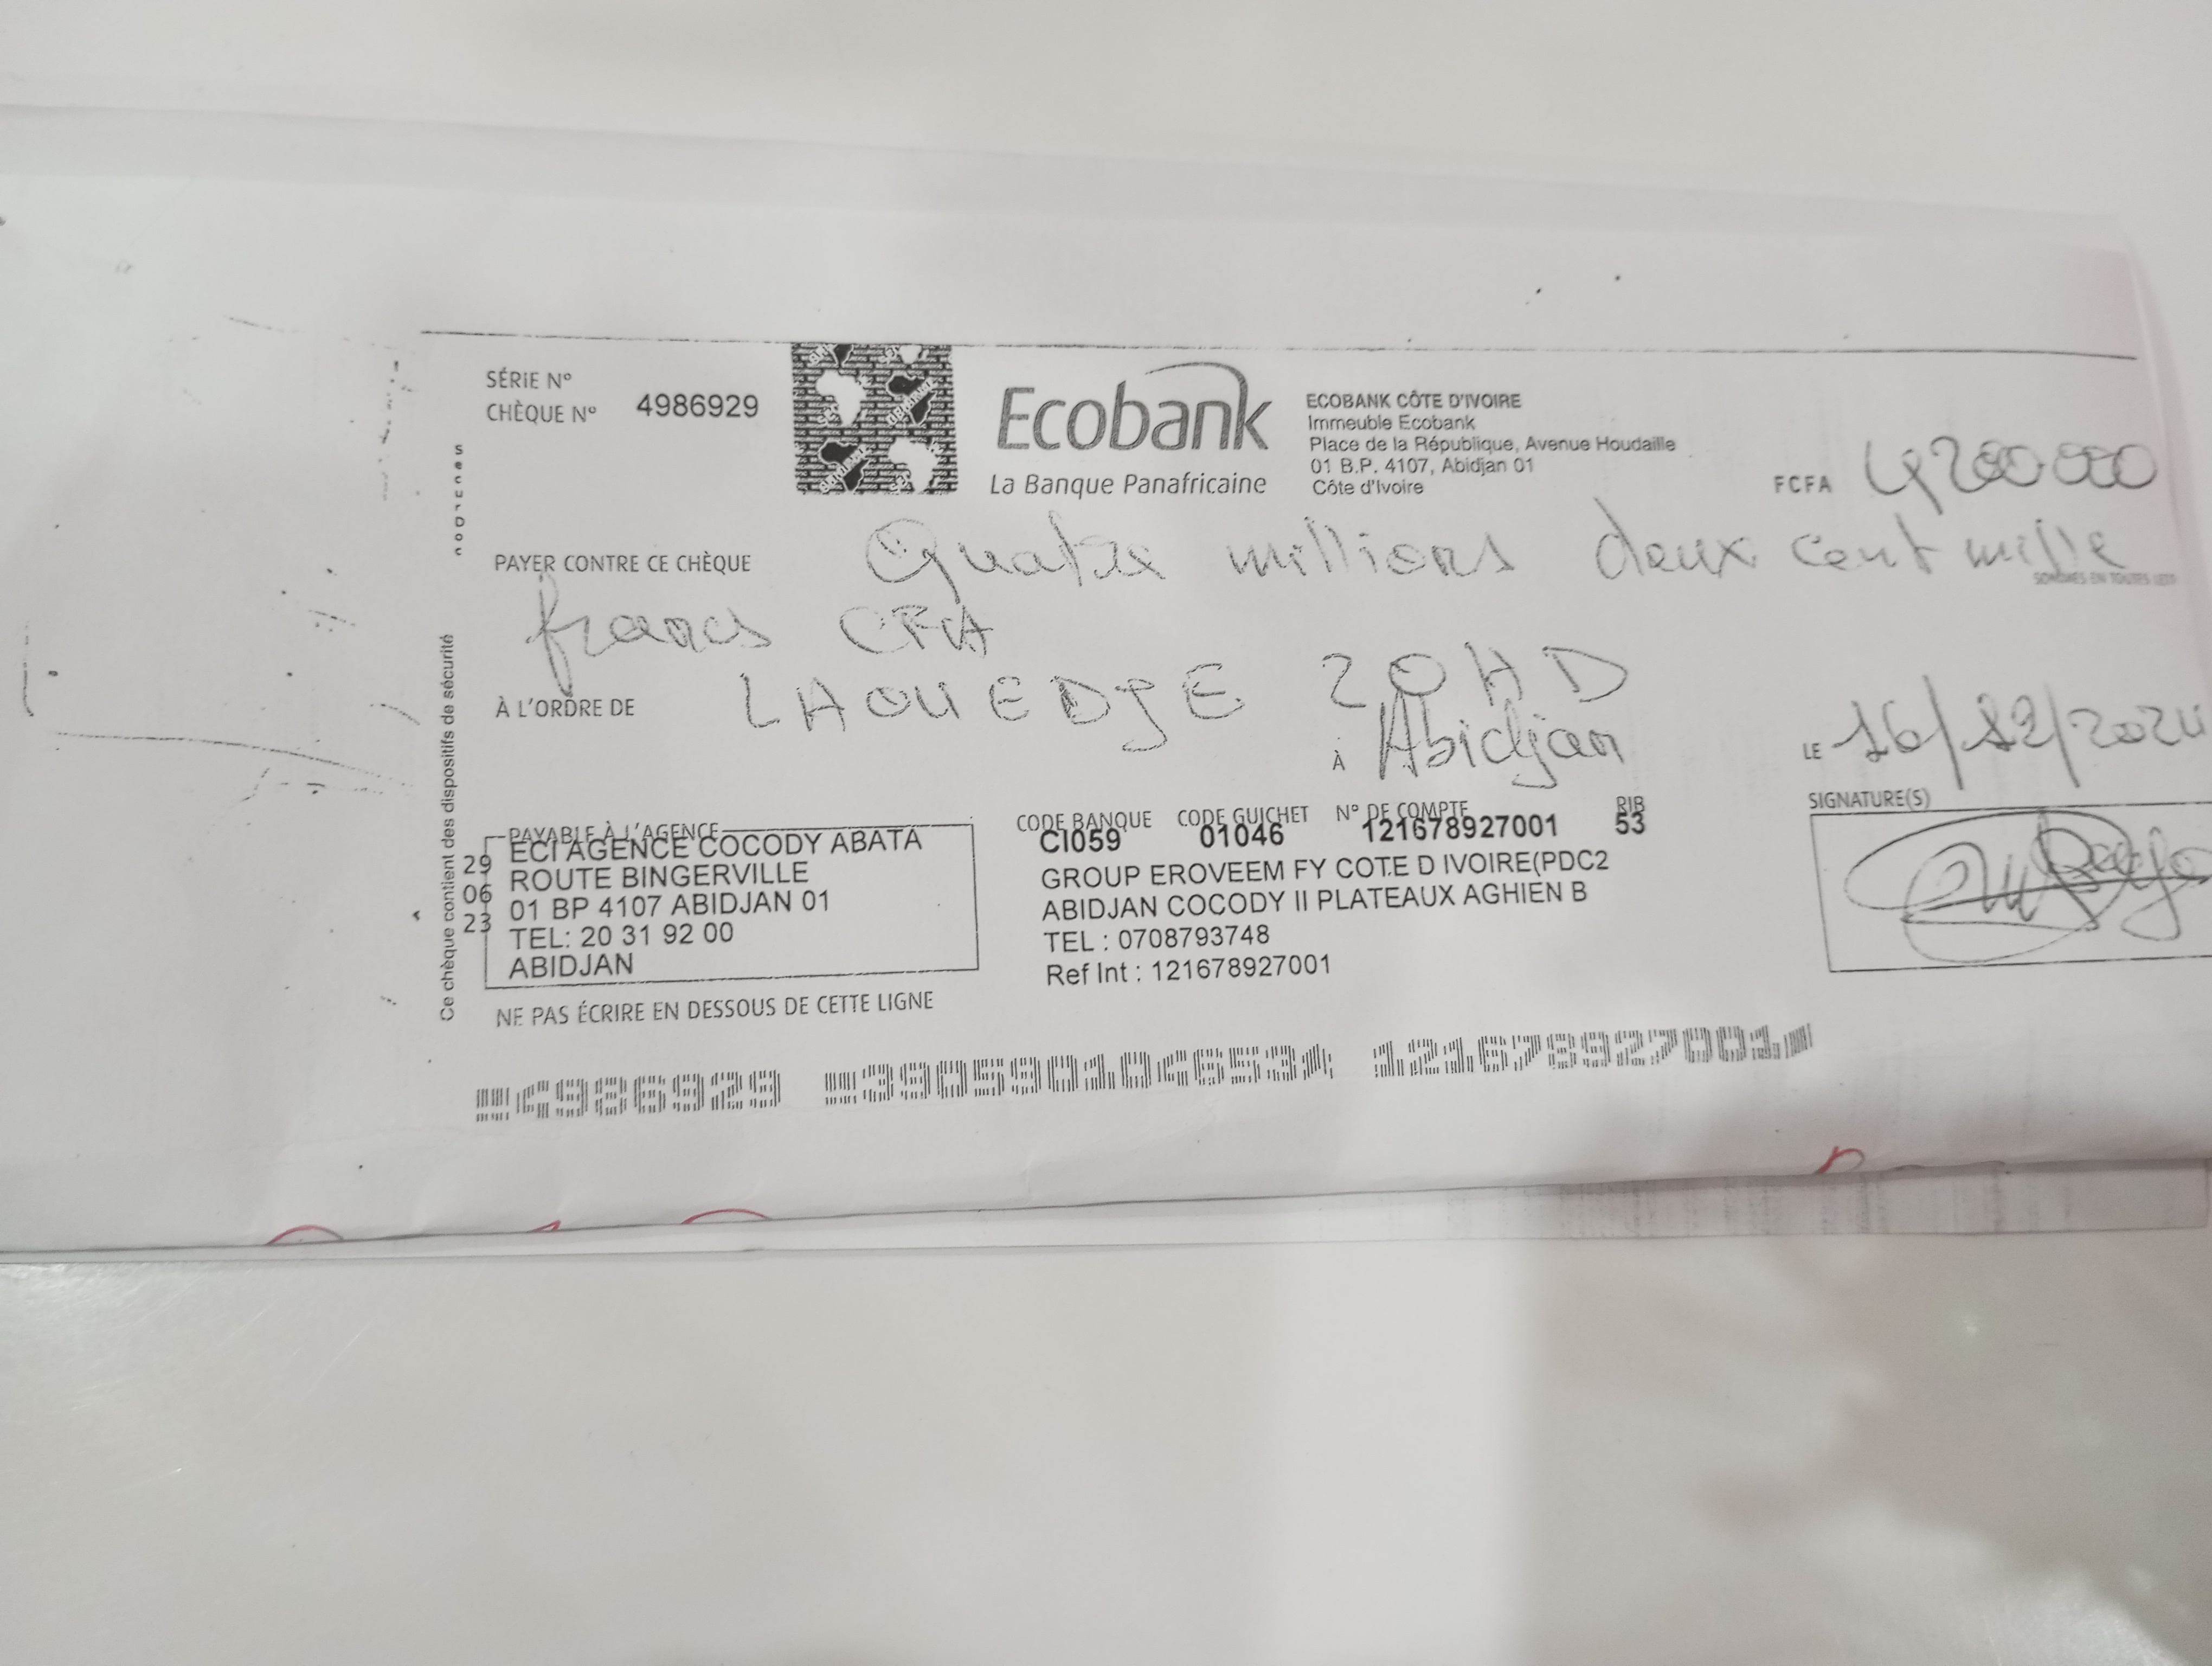 SÉRIE N°
CHÈQUE N° 4986929
Ecobank
La Banque Panafricaine
ECOBANK CÔTE D'IVOIRE
Immeuble Ecobank
Place de la République, Avenue Houdaille
01 B.P. 4107, Abidjan 01
Côte d'Ivoire
FCFA 4200000
SecurDoc
PAYER CONTRE CE CHÈQUE Quatre millions deux cent mille
francs CFA
À L'ORDRE DE LAOUEDJE ZOHD
À Abidjan
LE 16/12/2024
Ce chèque contient des dispositifs de sécurité
PAYABLE À L'AGENCE
ECI AGENCE COCODY ABATA
ROUTE BINGERVILLE
01 BP 4107 ABIDJAN 01
TEL: 20 31 92 00
ABIDJAN
29
06
23
CODE BANQUE CODE GUICHET N° DE COMPTE RIB
CI059 01046 121678927001 53
GROUP EROVEEM FY COTE D IVOIRE(PDC2
ABIDJAN COCODY II PLATEAUX AGHIEN B
TEL : 0708793748
Ref Int : 121678927001
SIGNATURE(S)
NE PAS ÉCRIRE EN DESSOUS DE CETTE LIGNE
4986929 390590104653 121678927001